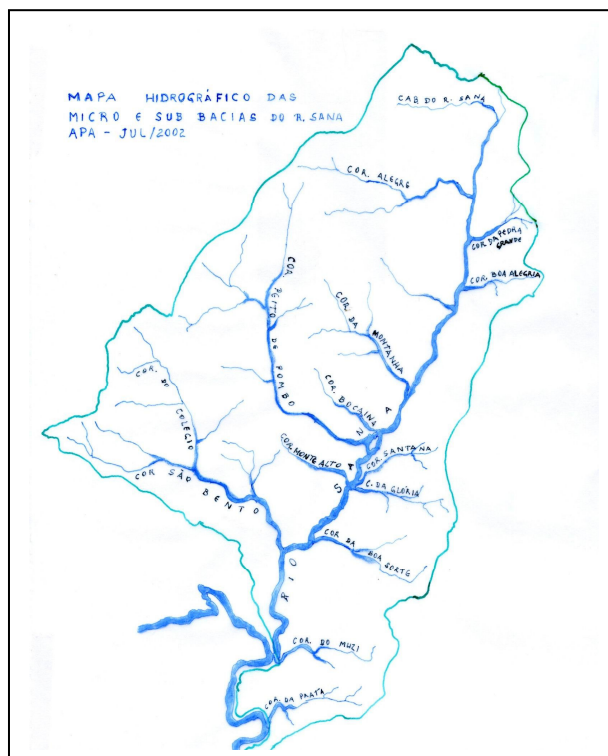 MAPA HIDROGRÁFICO DAS
MICRO E SUB BACIAS DO R. SANA
APA - JUL/2002
CAB DO R. SANA
COR. ALEGRE
COR. DA PEDRA
GRANDE
COR. BOA ALEGRIA
COR. PEITO DE POMBO
COR. DA MONTANHA
COR. DO COLEGIO
COR. BOCAINA
COR. SANTANA
COR. MONTE ALTO
C. DA GLÓRIA
COR SÃO BENTO
COR. DA BOA SORTE
RIO SANA
COR. DO MUZI
COR. DA PRATA